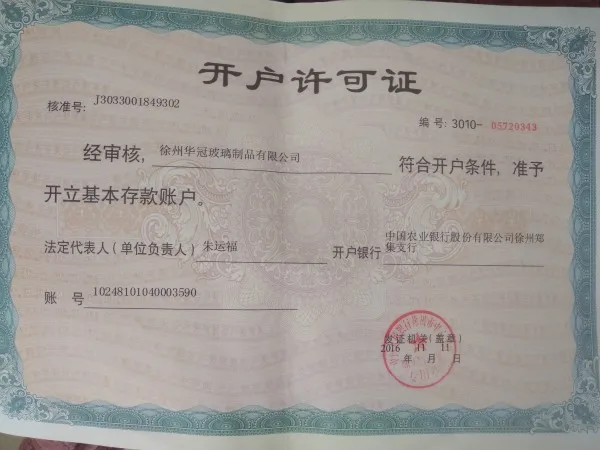 开户许可证
核准号: J3033001849302
编 号: 3010- 05720343
经审核, 徐州华冠玻璃制品有限公司 符合开户条件, 准予
开立基本存款账户。
法定代表人(单位负责人) 朱运福 开户银行 中国农业银行股份有限公司徐州郑
集支行
账 号 10248101040003590
发证机关(盖章)
2016 11 11
年 月 日